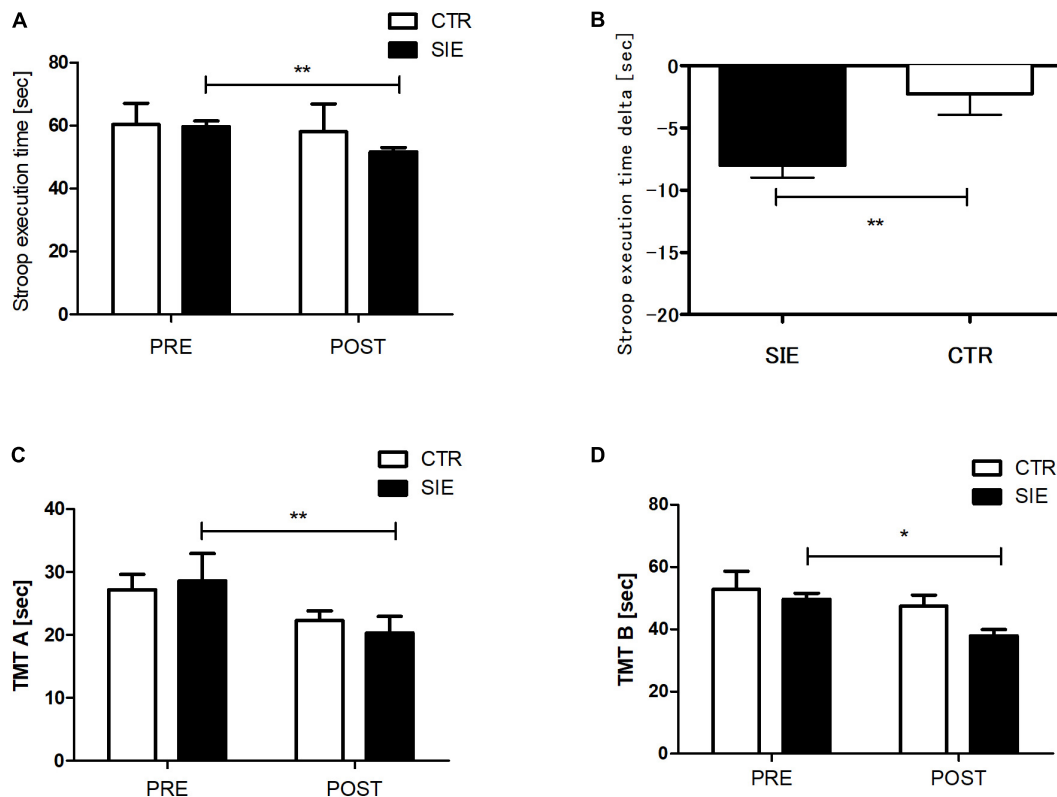 A
CTR
SIE
Stroop execution time [sec]
80
60
40
20
0
**
PRE
POST
B
Stroop execution time delta [sec]
0
−5
−10
−15
−20
**
SIE
CTR
C
CTR
SIE
TMT A [sec]
40
30
20
10
0
**
PRE
POST
D
CTR
SIE
TMT B [sec]
80
60
40
20
0
*
PRE
POST